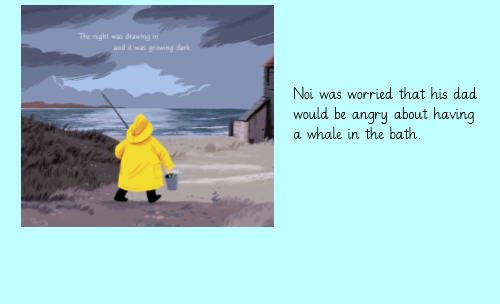 The night was drawing in
and it was growing dark.
Noi was worried that his dad
would be angry about having
a whale in the bath.